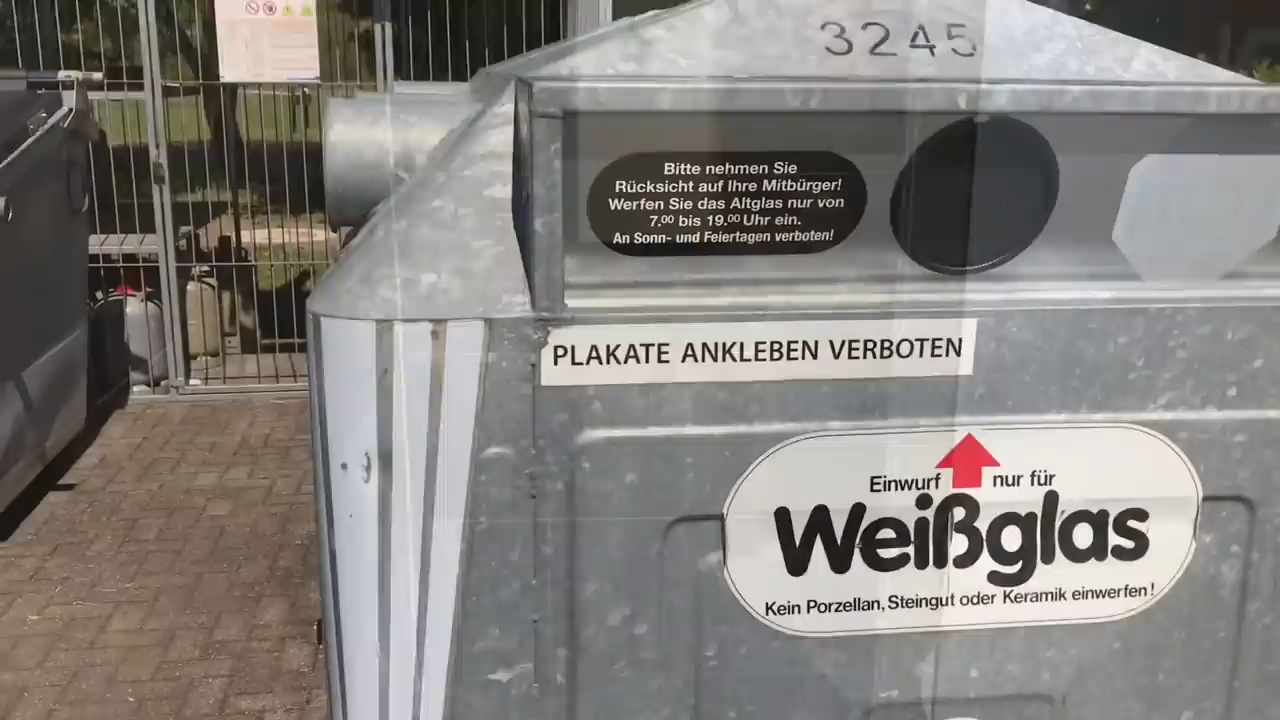 3245
Bitte nehmen Sie
Rücksicht auf Ihre Mitbürger!
Werfen Sie das Altglas nur von
7.00 bis 19.00 Uhr ein.
An Sonn- und Feiertagen verboten!
PLAKATE ANKLEBEN VERBOTEN
Einwurf nur für
Weißglas
Kein Porzellan, Steingut oder Keramik einwerfen!